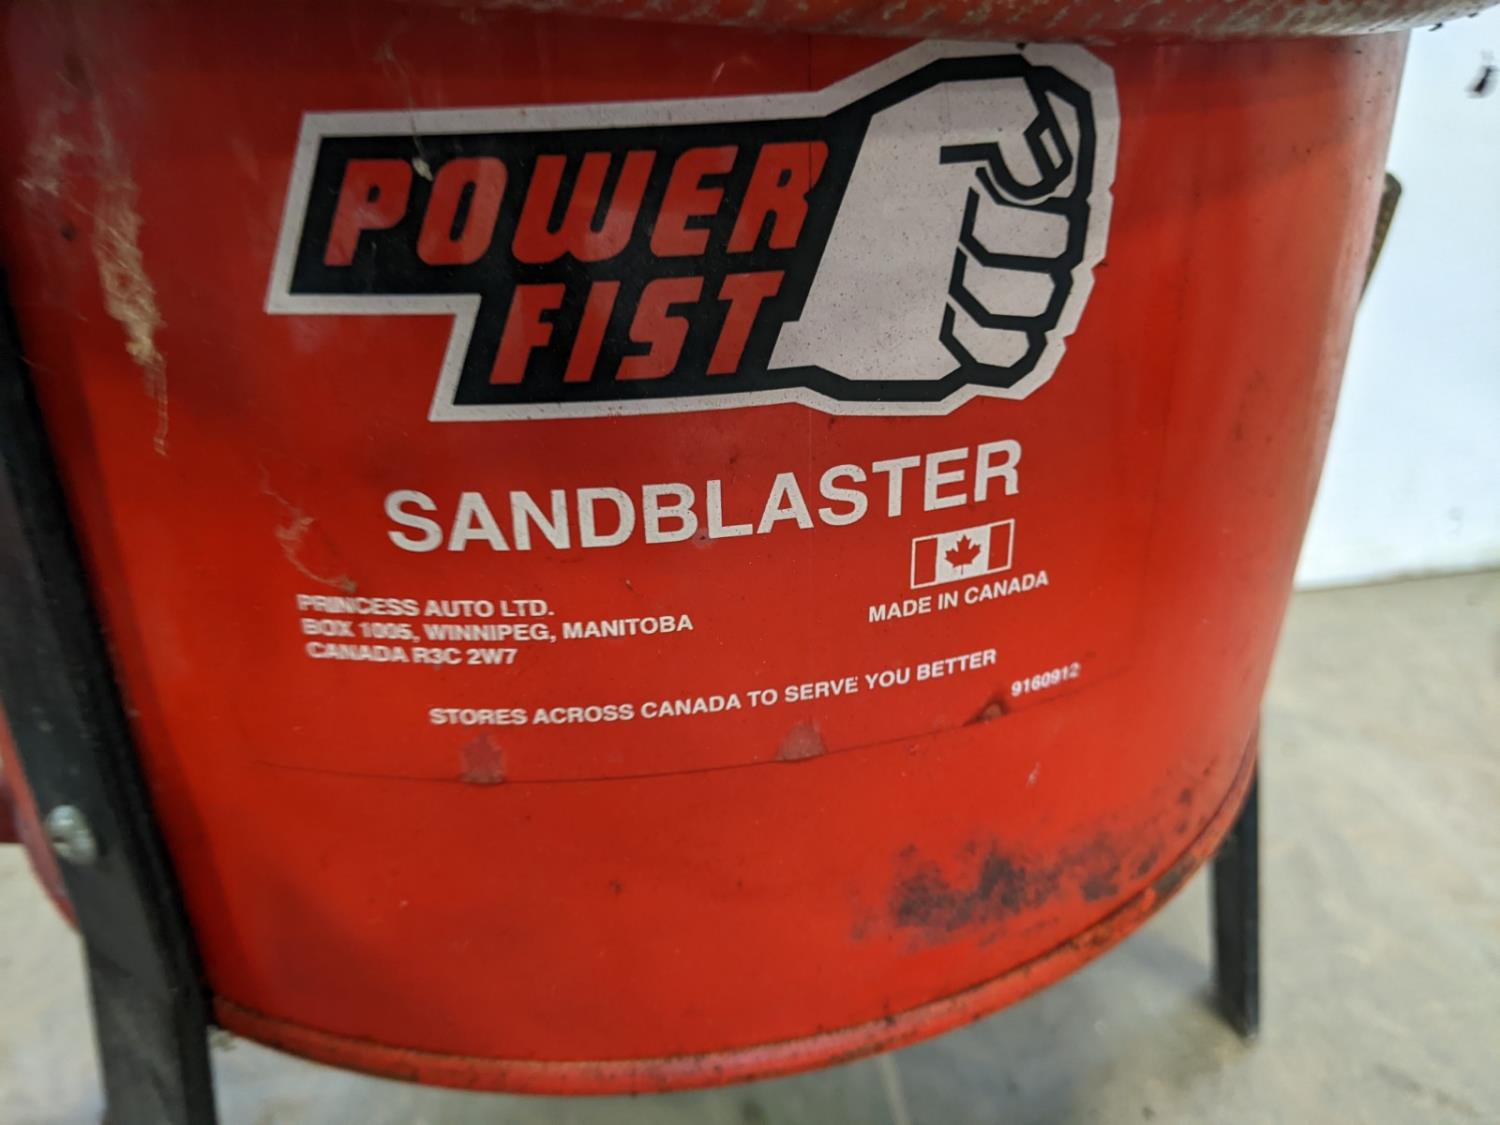 POWER
FIST
SANDBLASTER
MADE IN CANADA
PRINCESS AUTO LTD.
BOX 1005, WINNIPEG, MANITOBA
CANADA R3C 2W7
STORES ACROSS CANADA TO SERVE YOU BETTER
9160912